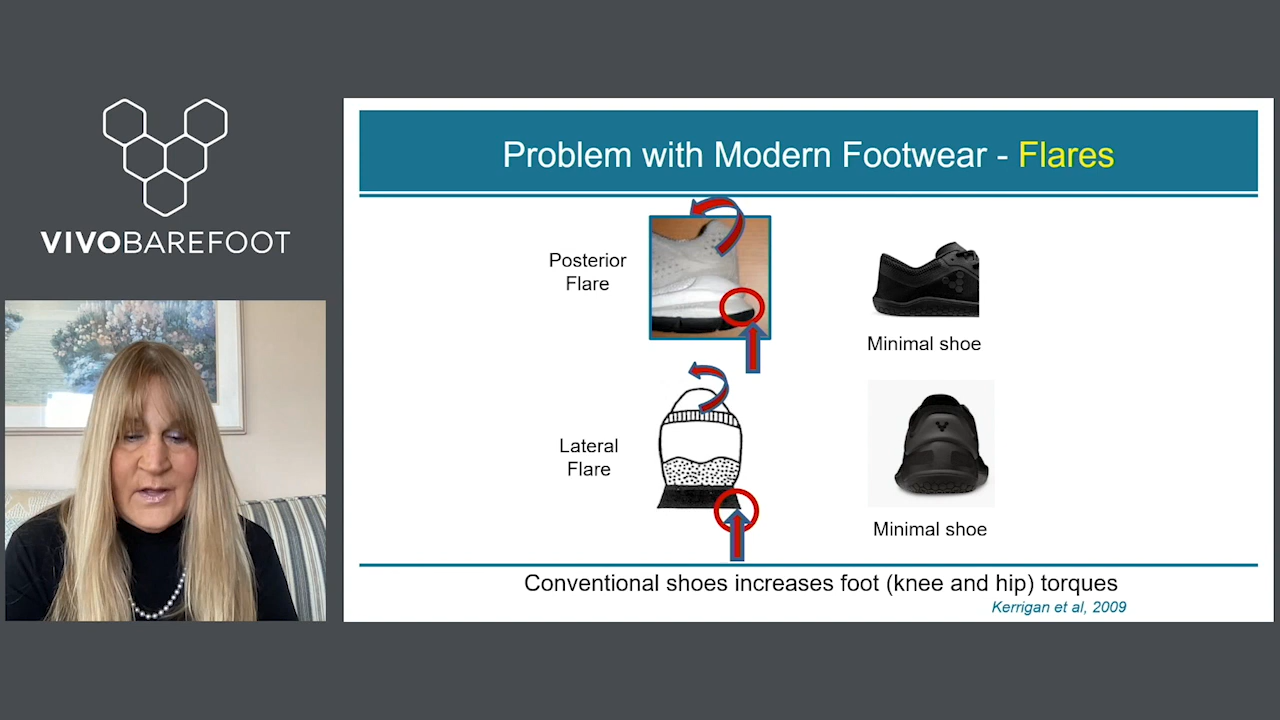 VIVOBAREFOOT
Problem with Modern Footwear - Flares
Posterior
Flare
Minimal shoe
Lateral
Flare
Minimal shoe
Conventional shoes increases foot (knee and hip) torques
Kerrigan et al, 2009